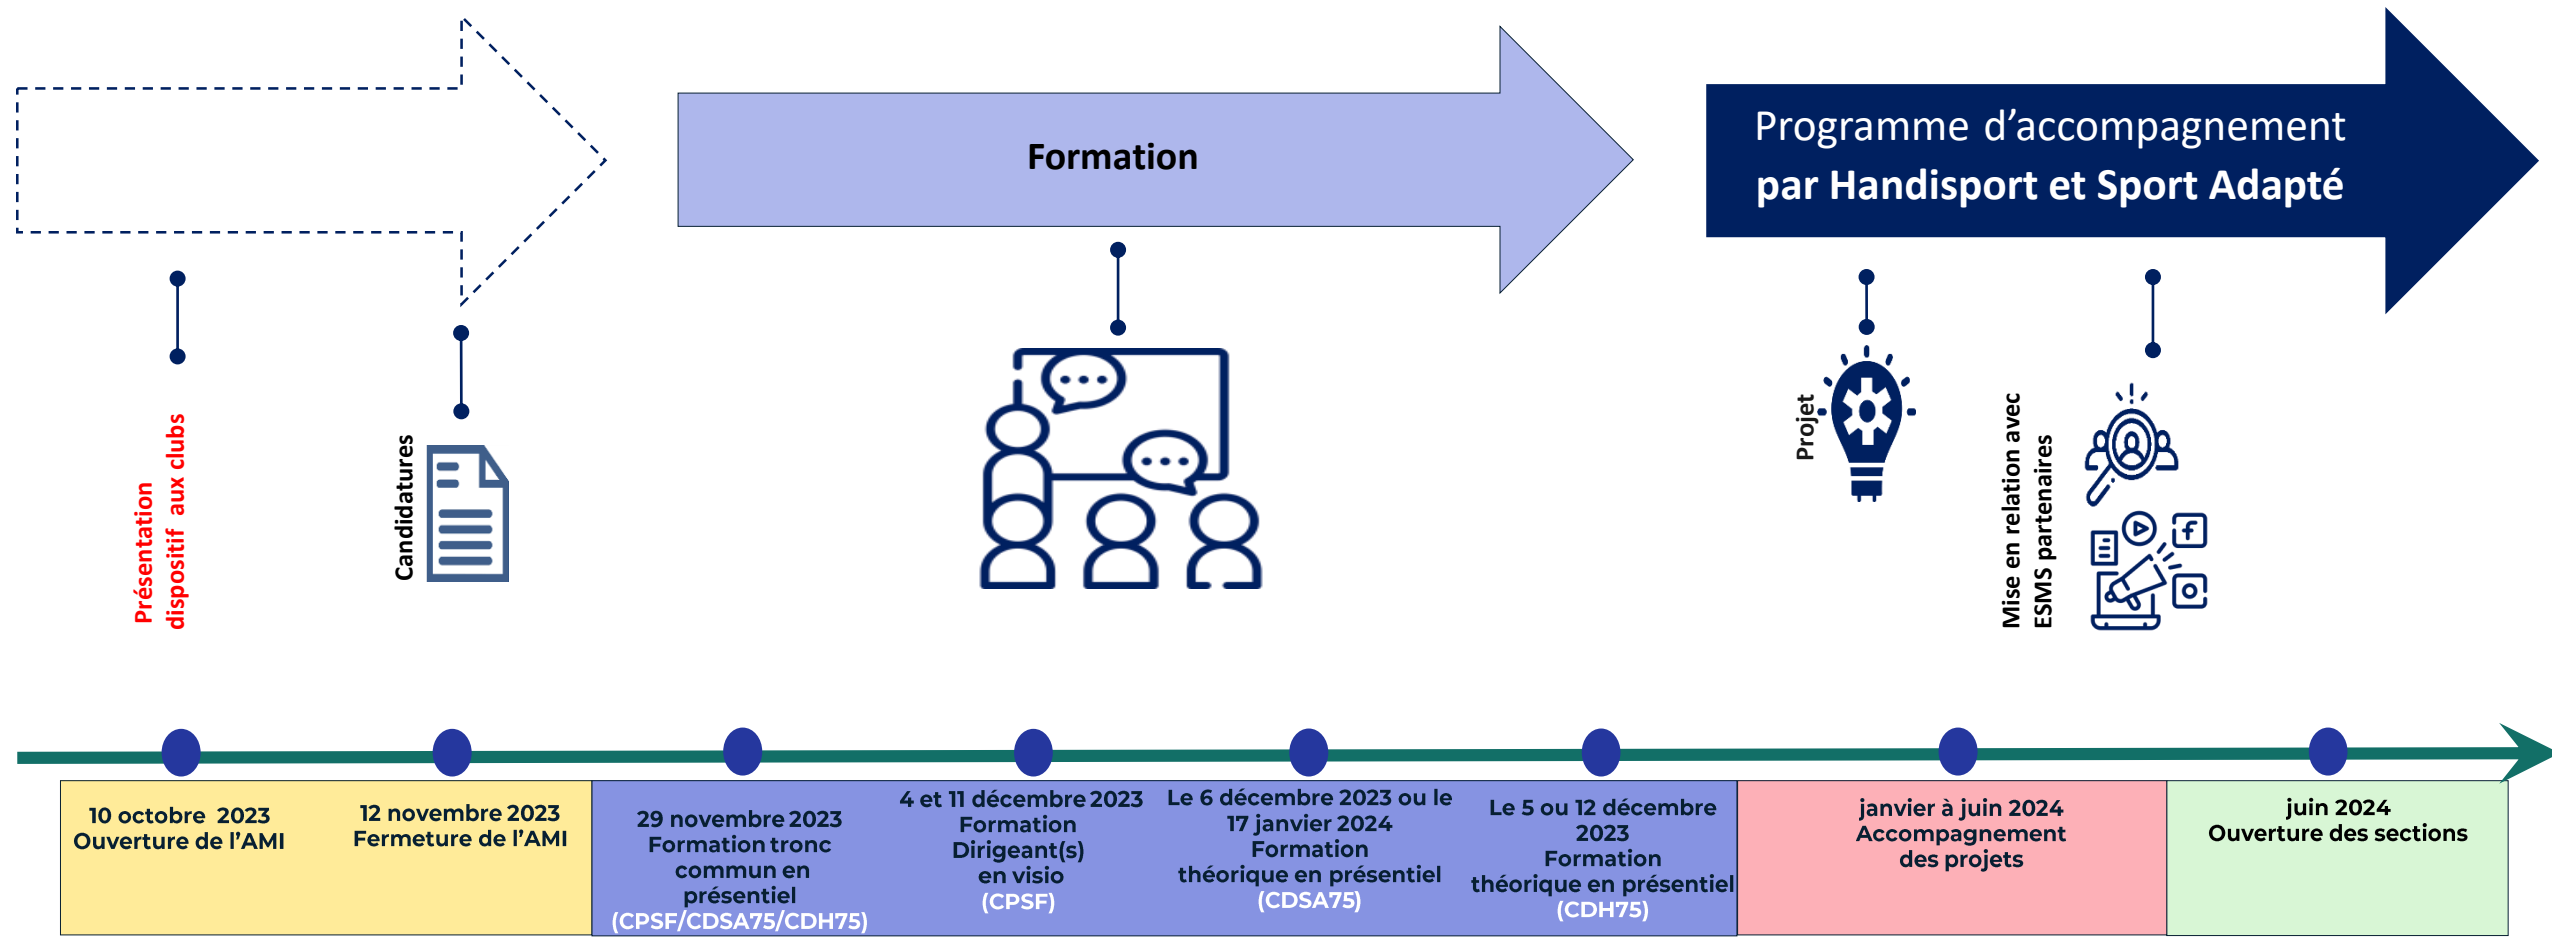 Formation
Programme d’accompagnement
par Handisport et Sport Adapté
Présentation
dispositif aux clubs
Candidatures
Projet
Mise en relation avec
ESMS partenaires
10 octobre 2023
Ouverture de l’AMI
12 novembre 2023
Fermeture de l’AMI
29 novembre 2023
Formation tronc
commun en
présentiel
(CPSF/CDSA75/CDH75)
4 et 11 décembre 2023
Formation
Dirigeant(s)
en visio
(CPSF)
Le 6 décembre 2023 ou le
17 janvier 2024
Formation
théorique en présentiel
(CDSA75)
Le 5 ou 12 décembre
2023
Formation
théorique en présentiel
(CDH75)
janvier à juin 2024
Accompagnement
des projets
juin 2024
Ouverture des sections